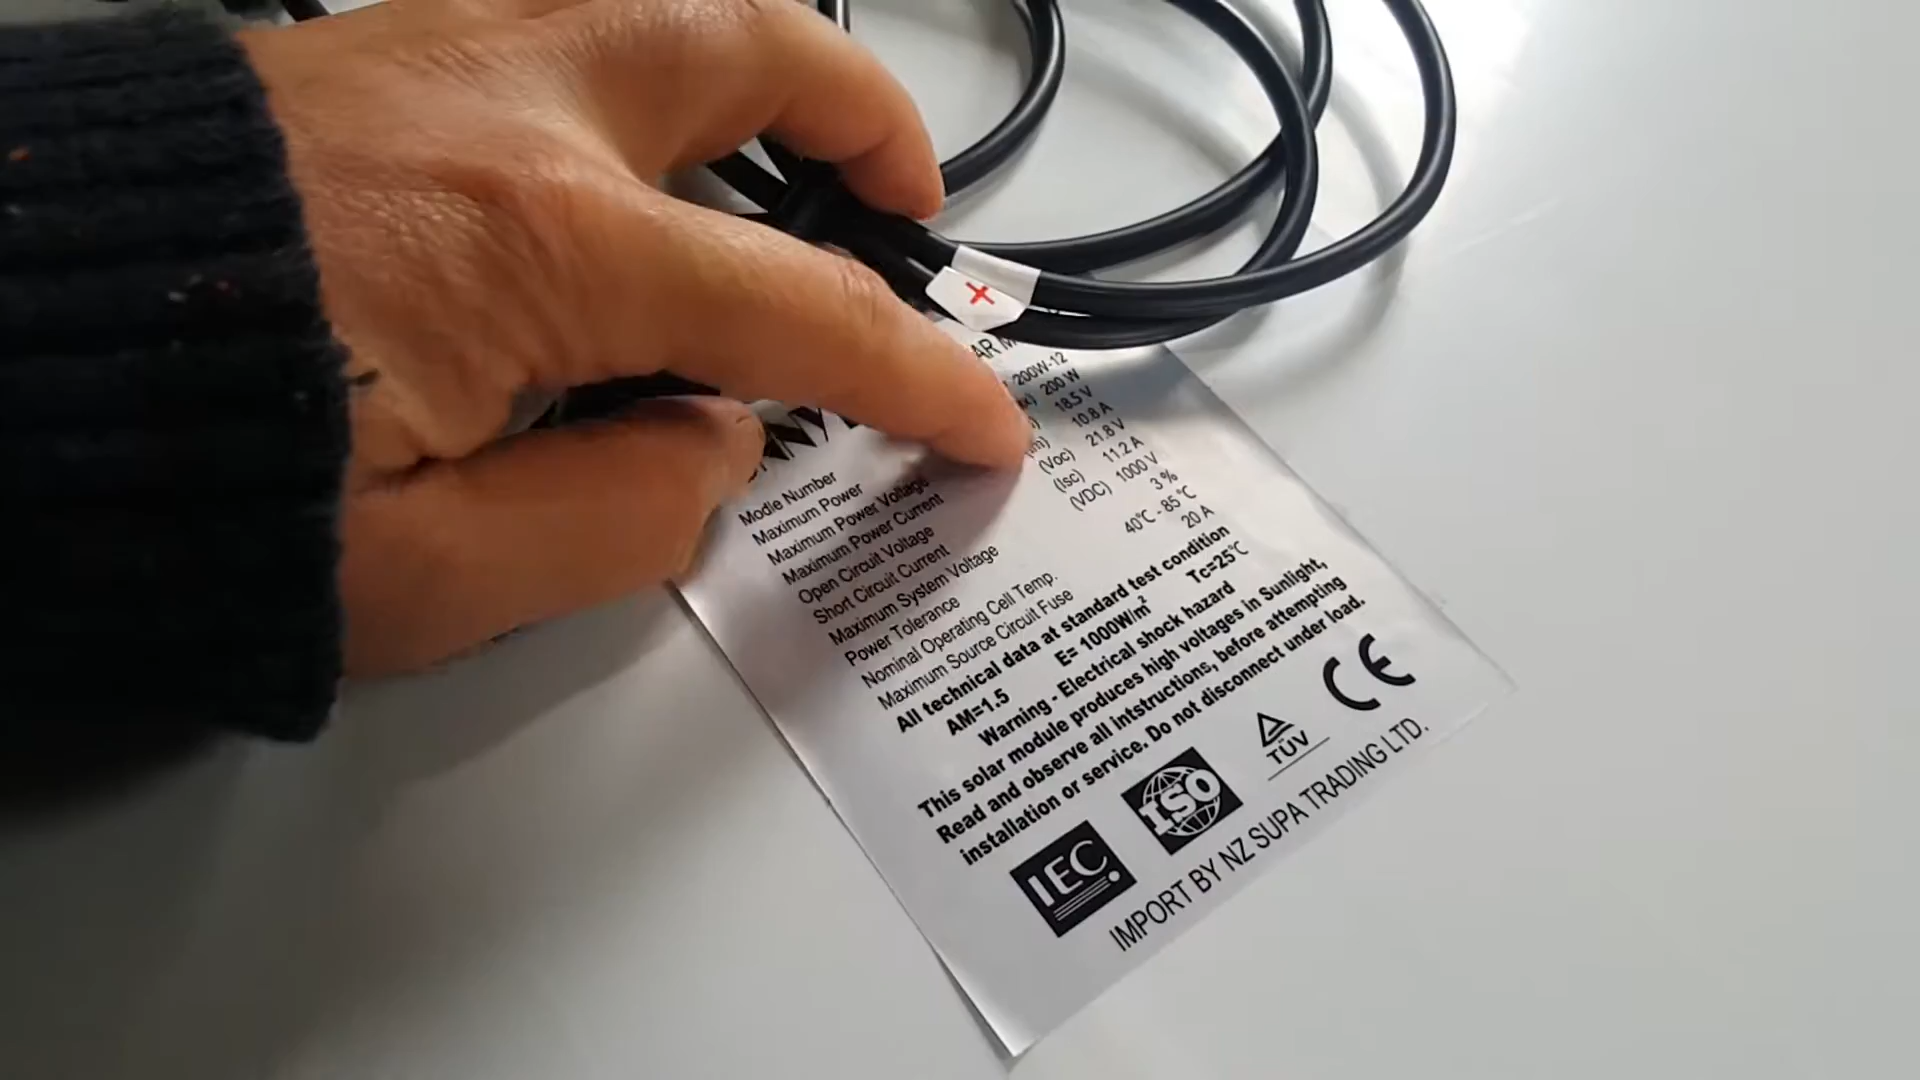 +
200W-12
Modle Number
Maximum Power 200 W
Maximum Power Voltage 18.5 V
Maximum Power Current 10.8 A
Open Circuit Voltage (Voc) 21.8 V
Short Circuit Current (Isc) 11.2 A
Maximum System Voltage (VDC) 1000 V
Power Tolerance 3 %
Nominal Operating Cell Temp. 40℃ - 85 ℃
Maximum Source Circuit Fuse 20 A
All technical data at standard test condition
AM=1.5 E= 1000W/m² Tc=25℃
Warning - Electrical shock hazard
This solar module produces high voltages in Sunlight,
Read and observe all intstructions, before attempting
installation or service. Do not disconnect under load.
IEC ISO TÜV CE
IMPORT BY NZ SUPA TRADING LTD.